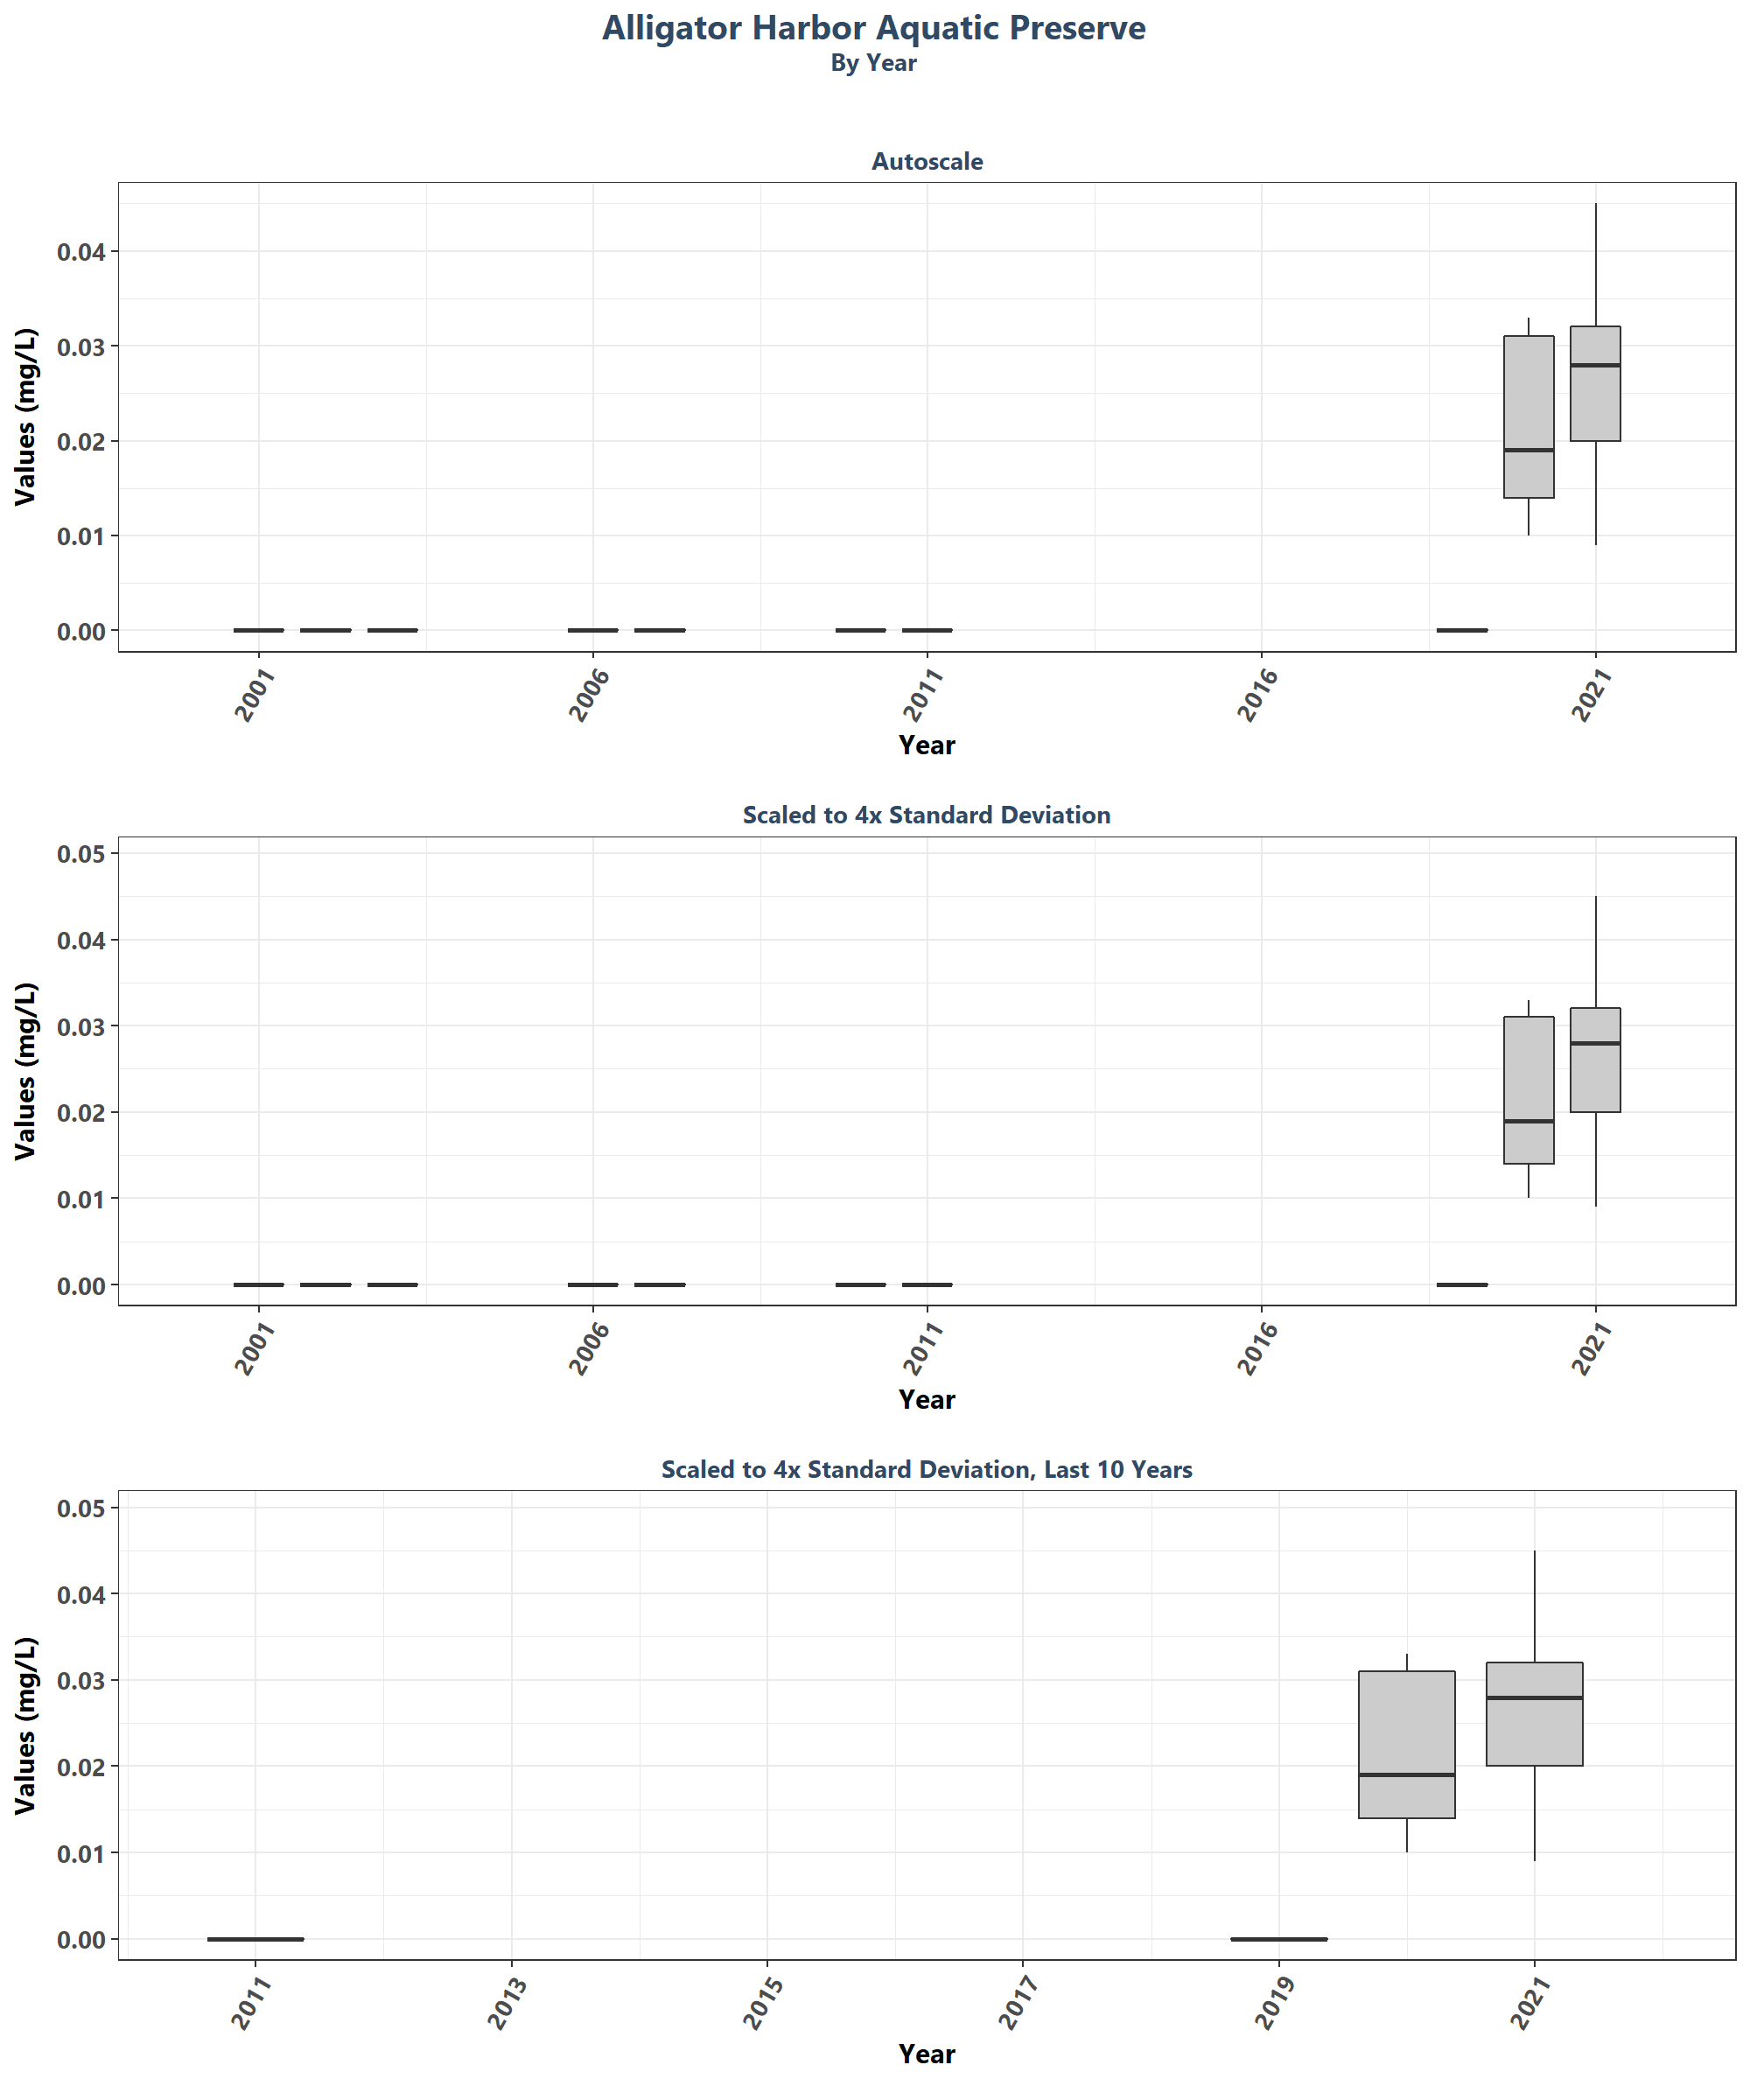 Alligator Harbor Aquatic Preserve
By Year
Autoscale
Values (mg/L)
0.04
0.03
0.02
0.01
0.00
2001 2006 2011 2016 2021
Year
Scaled to 4x Standard Deviation
Values (mg/L)
0.05
0.04
0.03
0.02
0.01
0.00
2001 2006 2011 2016 2021
Year
Scaled to 4x Standard Deviation, Last 10 Years
Values (mg/L)
0.05
0.04
0.03
0.02
0.01
0.00
2011 2013 2015 2017 2019 2021
Year